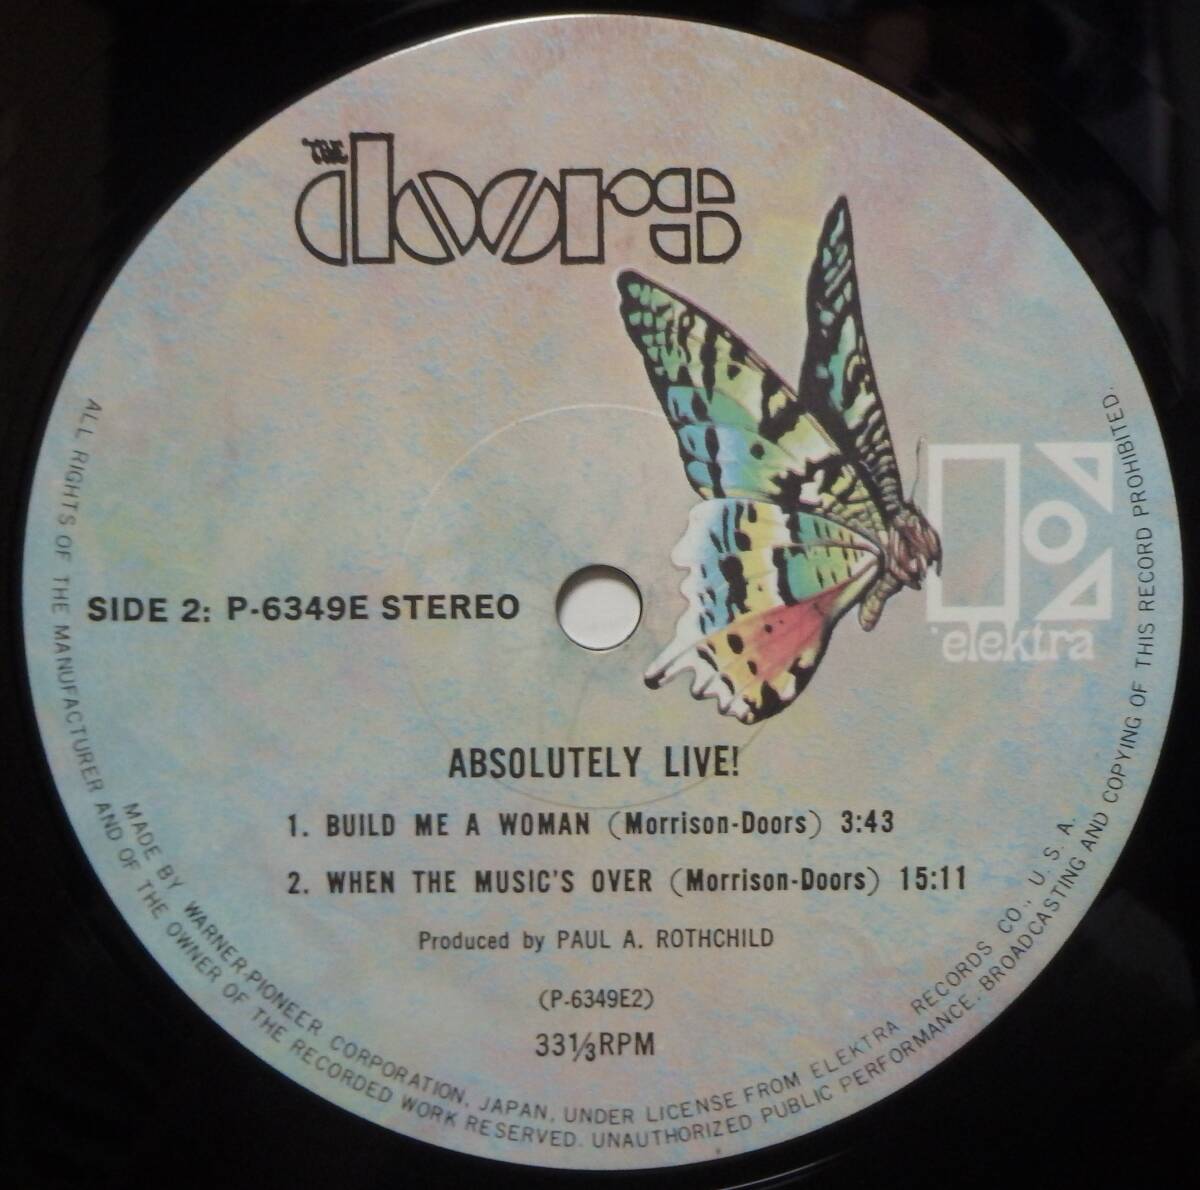 THE
doors
elektra
SIDE 2: P-6349E STEREO
ABSOLUTELY LIVE!
1. BUILD ME A WOMAN (Morrison-Doors) 3:43
2. WHEN THE MUSIC'S OVER (Morrison-Doors) 15:11
Produced by PAUL A. ROTHCHILD
(P-6349E2)
33⅓RPM
MADE BY WARNER-PIONEER CORPORATION, JAPAN, UNDER LICENSE FROM ELEKTRA RECORDS CO., U. S. A.
ALL RIGHTS OF THE MANUFACTURER AND OF THE OWNER OF THE RECORDED WORK RESERVED. UNAUTHORIZED PUBLIC PERFORMANCE. BROADCASTING AND COPYING OF THIS RECORD PROHIBITED.